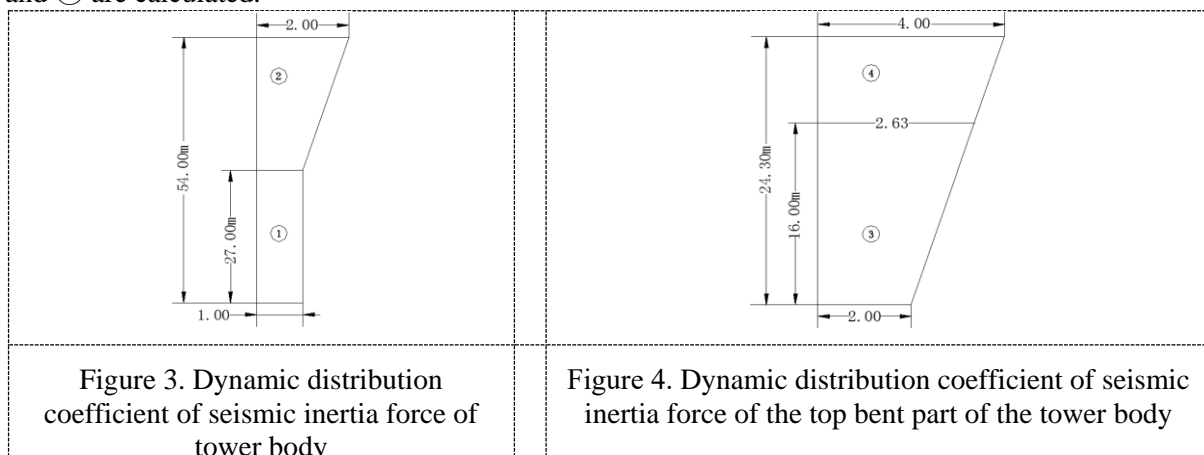 and ④ are calculated.
2.00
②
54.00m
27.00m
①
1.00
4.00
④
2.63
24.30m
16.00m
③
2.00
Figure 3. Dynamic distribution
coefficient of seismic inertia force of
tower body
Figure 4. Dynamic distribution coefficient of seismic
inertia force of the top bent part of the tower body